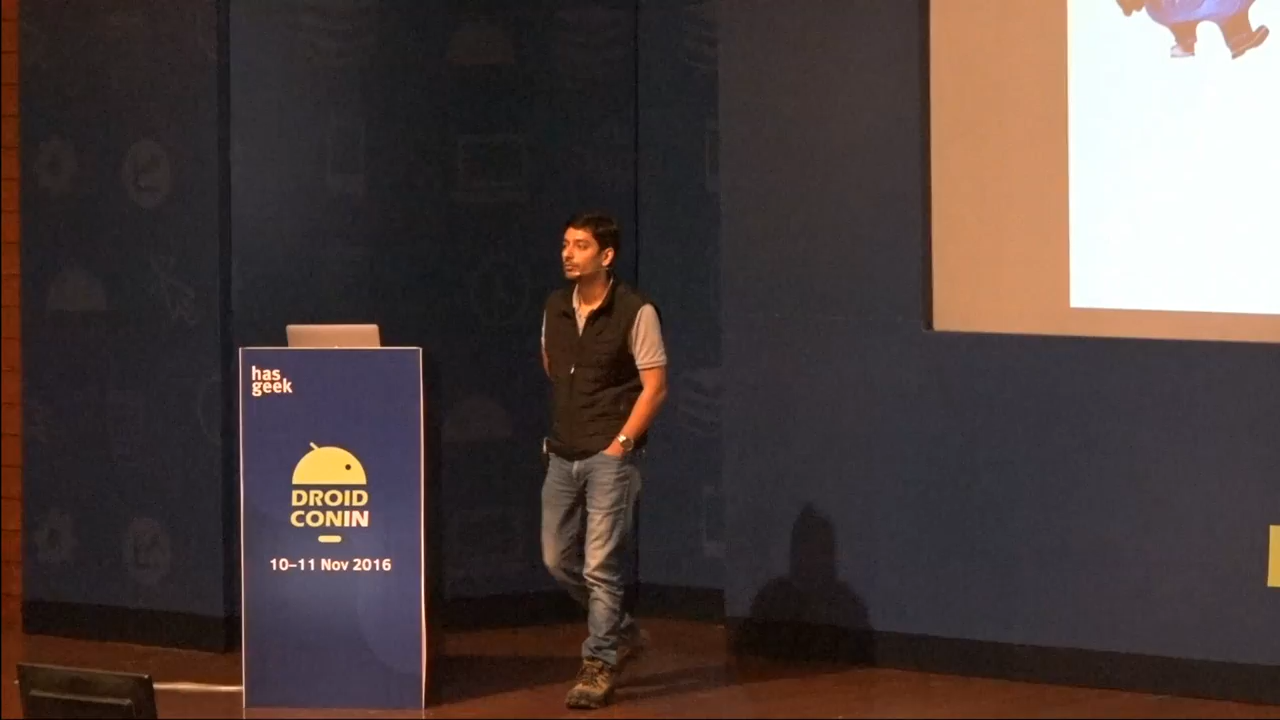 has
geek
DROID
CONIN
10–11 Nov 2016